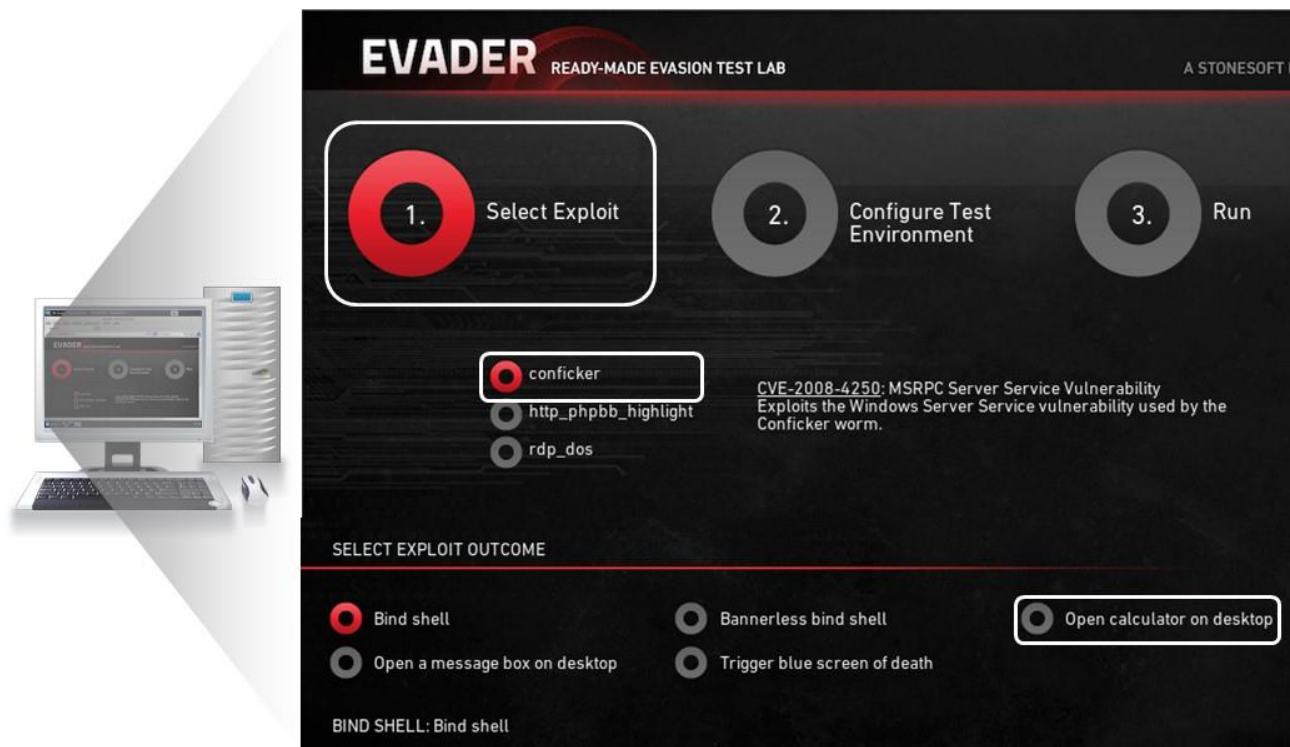 EVADER READY-MADE EVASION TEST LAB
A STONESOFT
1.
Select Exploit
2.
Configure Test
Environment
3.
Run
conficker
http_phpbb_highlight
rdp_dos
CVE-2008-4250: MSRPC Server Service Vulnerability
Exploits the Windows Server Service vulnerability used by the
Conficker worm.
SELECT EXPLOIT OUTCOME
Bind shell
Bannerless bind shell
Open calculator on desktop
Open a message box on desktop
Trigger blue screen of death
BIND SHELL: Bind shell